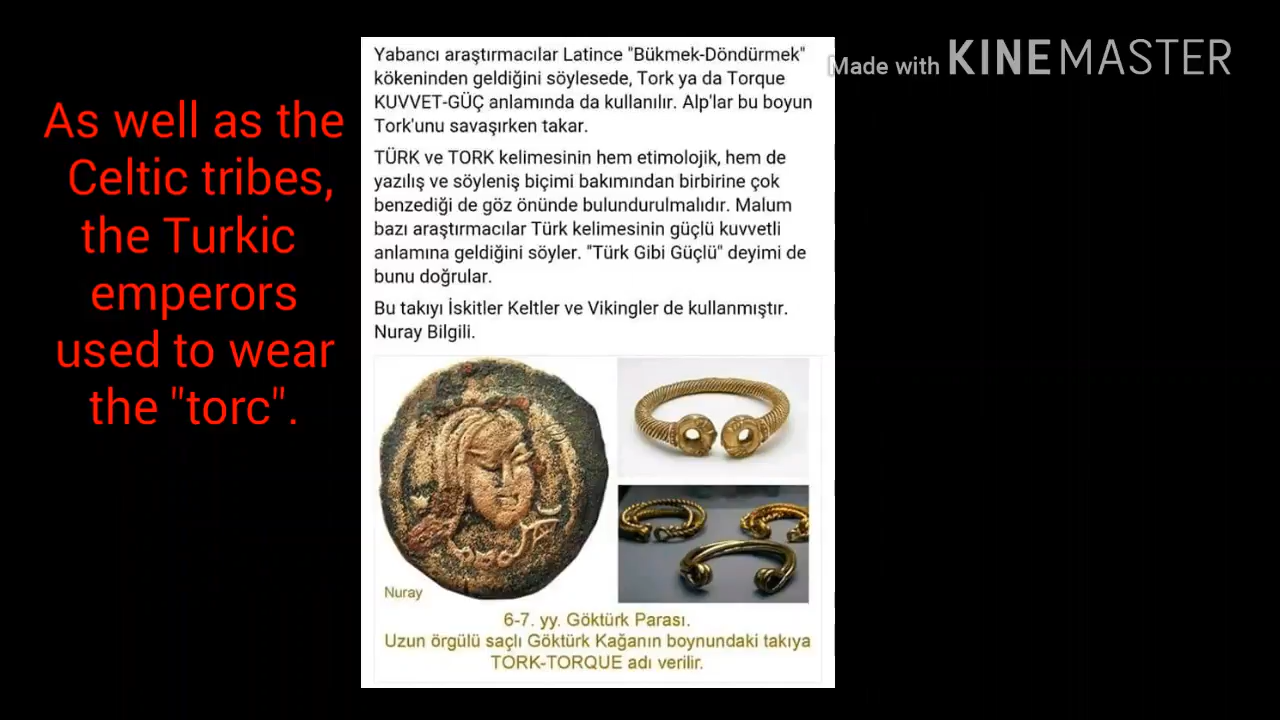 As well as the
Celtic tribes,
the Turkic
emperors
used to wear
the "torc".
Yabancı araştırmacılar Latince "Bükmek-Döndürmek"
kökeninden geldiğini söylesede, Tork ya da Torque
KUVVET-GÜÇ anlamında da kullanılır. Alp'lar bu boyun
Tork'unu savaşırken takar.
TÜRK ve TORK kelimesinin hem etimolojik, hem de
yazılış ve söyleniş biçimi bakımından birbirine çok
benzediği de göz önünde bulundurulmalıdır. Malum
bazı araştırmacılar Türk kelimesinin güçlü kuvvetli
anlamına geldiğini söyler. "Türk Gibi Güçlü" deyimi de
bunu doğrular.
Bu takıyı İskitler Keltler ve Vikingler de kullanmıştır.
Nuray Bilgili.
Nuray
6-7. yy. Göktürk Parası.
Uzun örgülü saçlı Göktürk Kağanın boynundaki takıya
TORK-TORQUE adı verilir.
Made with KINEMASTER